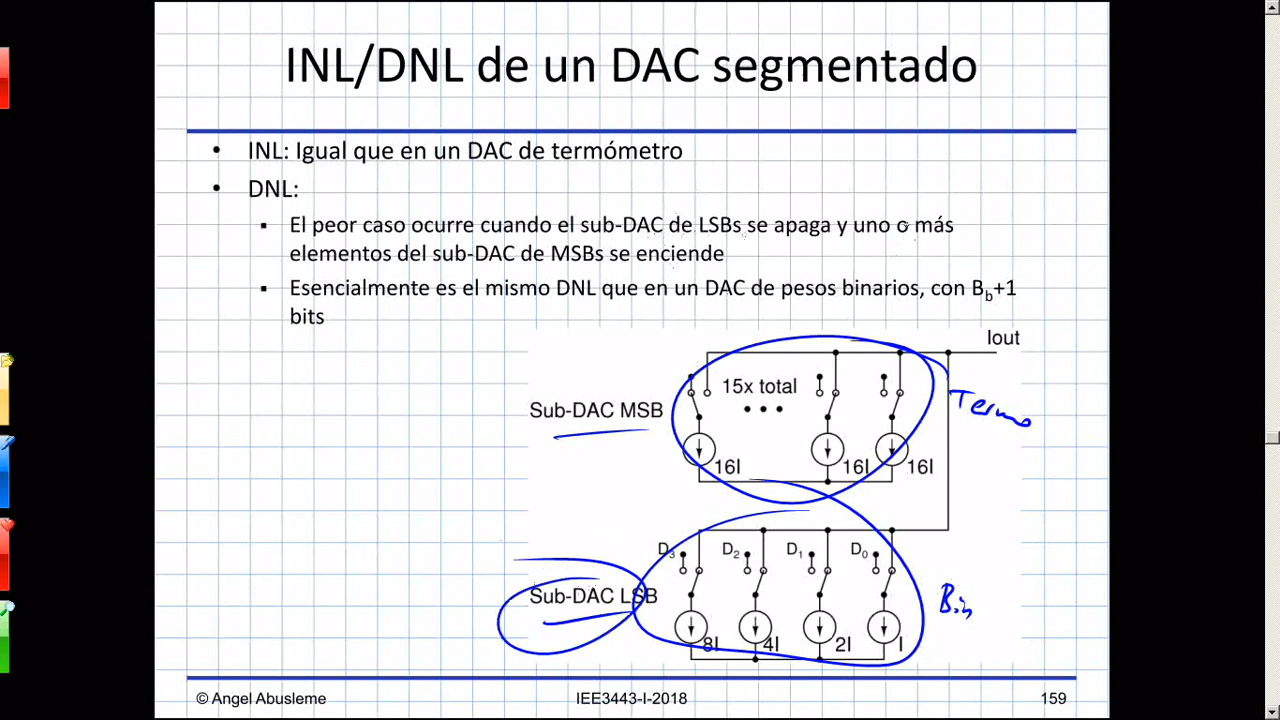 INL/DNL de un DAC segmentado
• INL: Igual que en un DAC de termómetro
• DNL:
▪ El peor caso ocurre cuando el sub-DAC de LSBs se apaga y uno o más
elementos del sub-DAC de MSBs se enciende
▪ Esencialmente es el mismo DNL que en un DAC de pesos binarios, con Bb+1
bits
Iout
15x total
Termo
Sub-DAC MSB
16I 16I 16I
D3 D2 D1 D0
Sub-DAC LSB
Bin
8I 4I 2I I
© Angel Abusleme IEE3443-I-2018 159